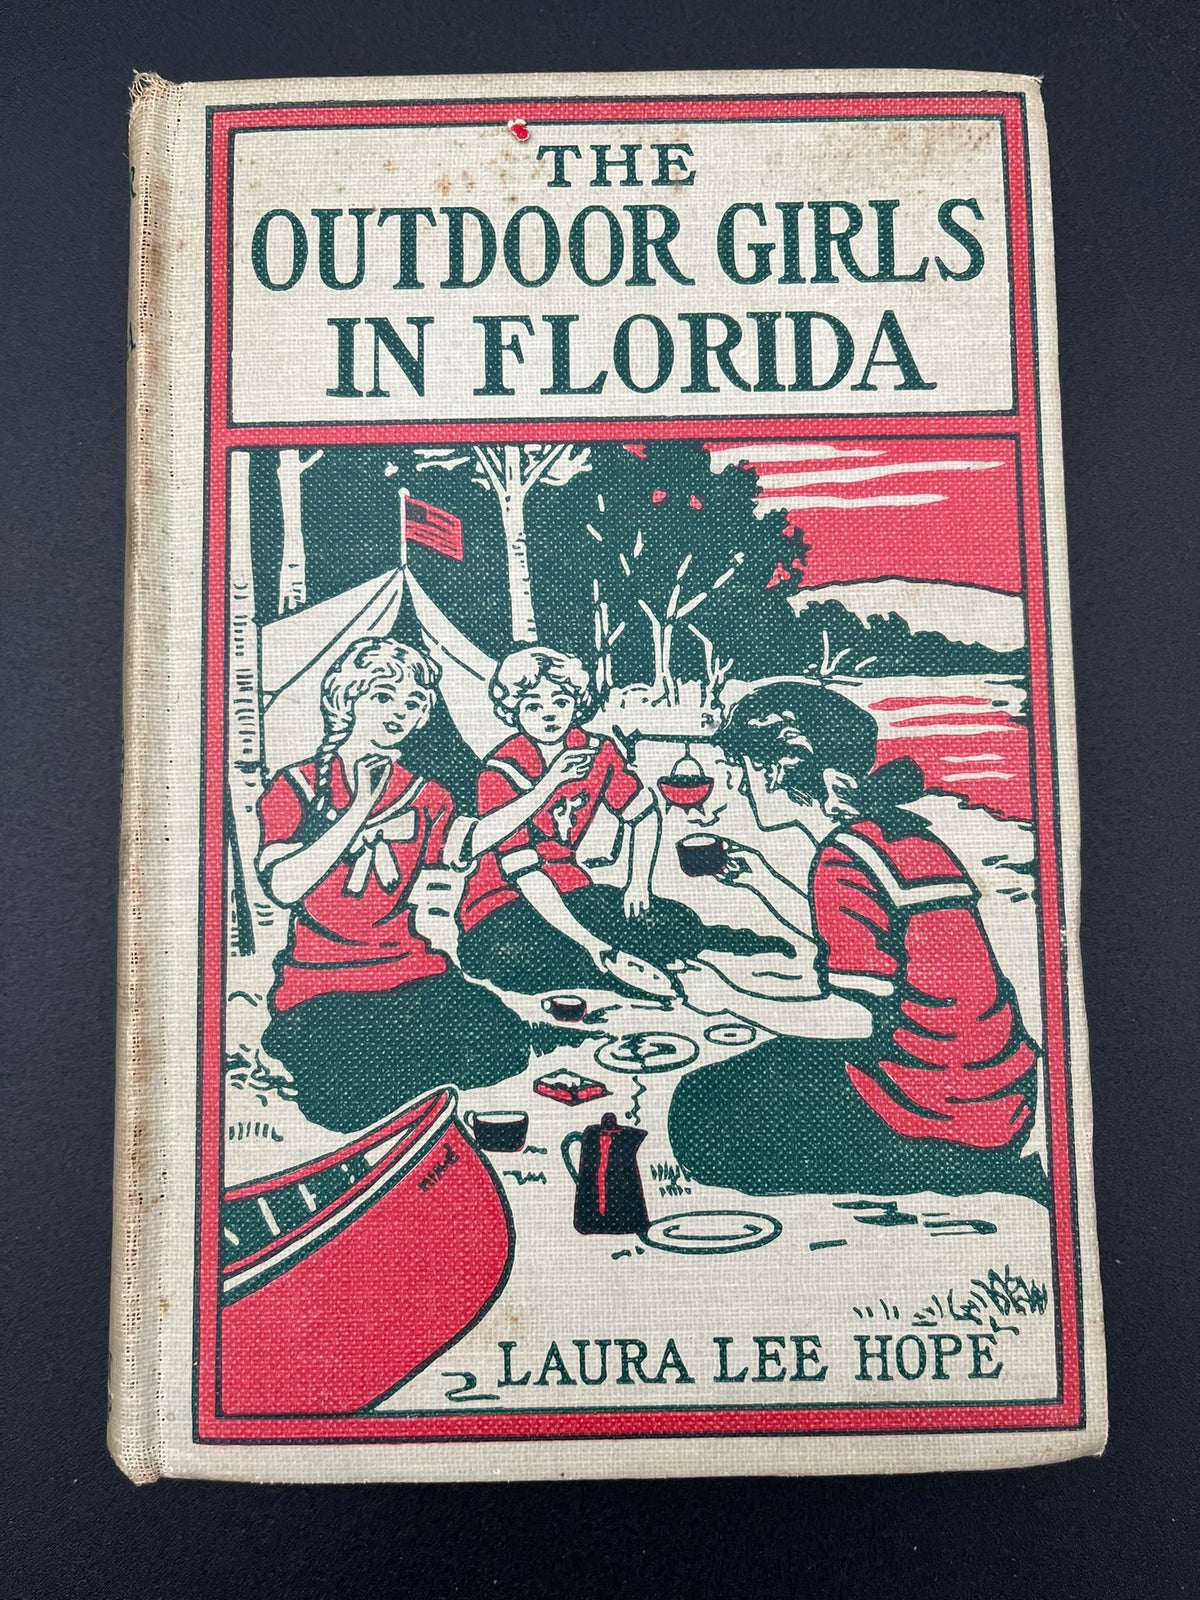 THE
OUTDOOR GIRLS
IN FLORIDA
LAURA LEE HOPE